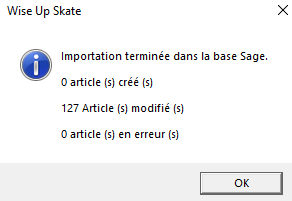 Wise Up Skate
Importation terminée dans la base Sage.
0 article (s) créé (s)
127 Article (s) modifié (s)
0 article (s) en erreur (s)
OK